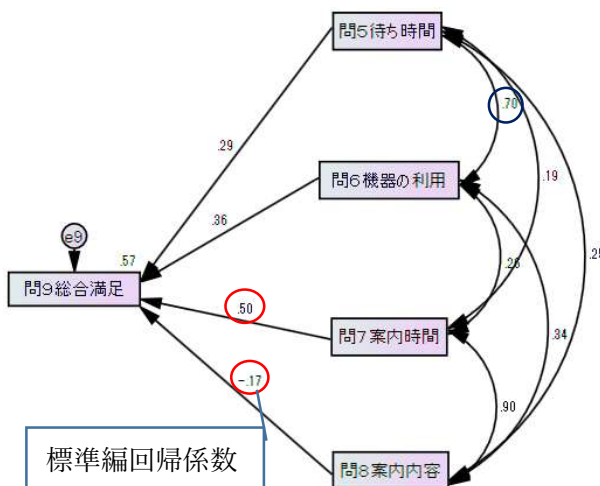 問5待ち時間
.70
.29
.19
問6機器の利用
.36
.25
e9
.57
.26
問9総合満足
.50
問7案内時間
.34
-.17
.90
標準編回帰係数
問8案内内容